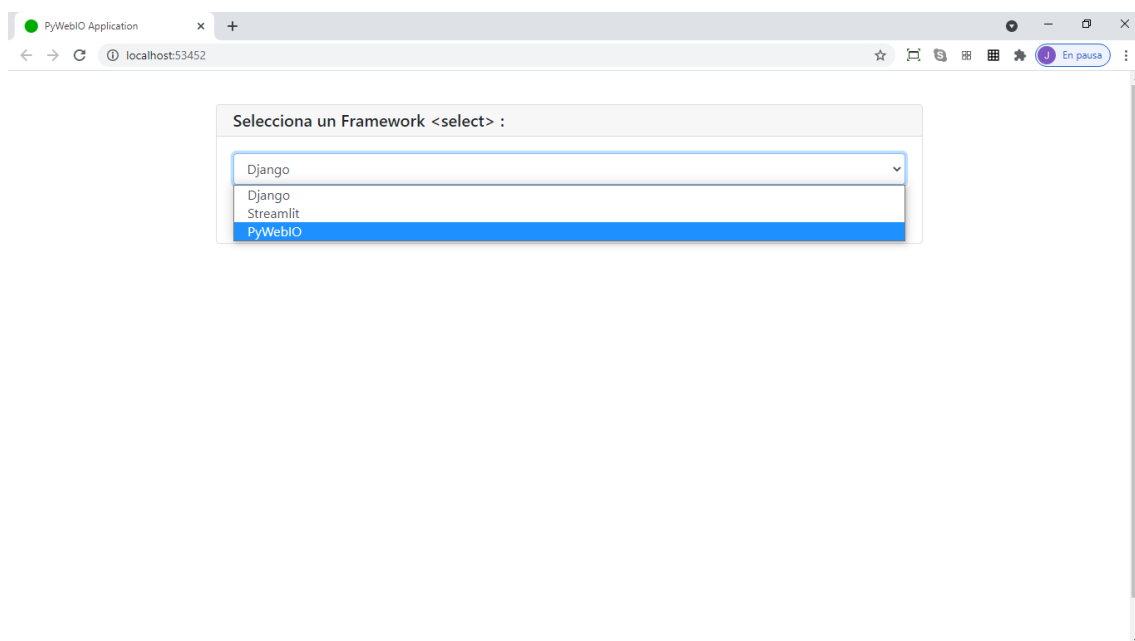 PyWebIO Application
localhost:53452
J En pausa
Selecciona un Framework <select> :
Django
Django
Streamlit
PyWebIO